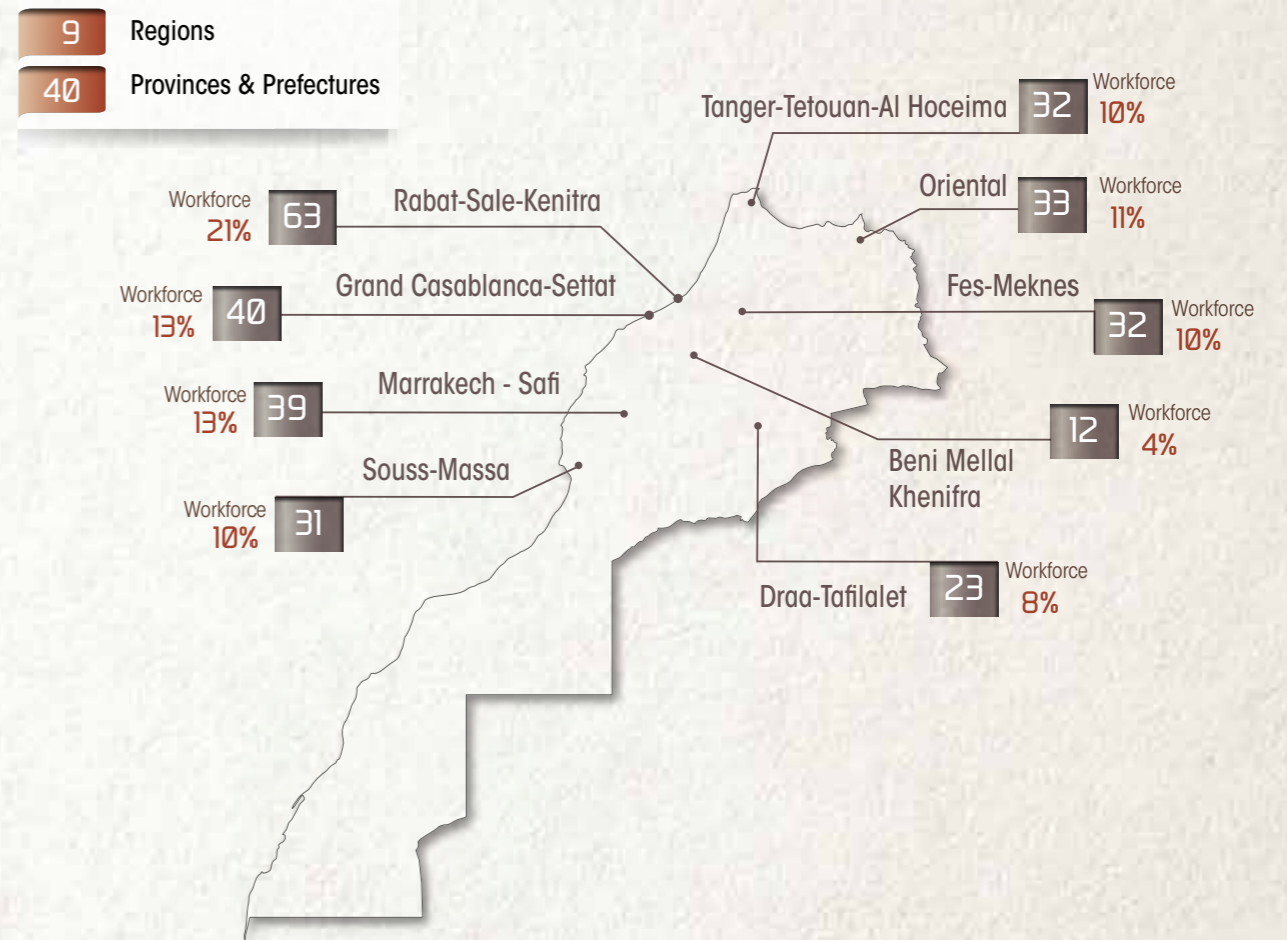 9 Regions
40 Provinces & Prefectures
Tanger-Tetouan-Al Hoceima 32 Workforce
10%
Oriental 33 Workforce
11%
Workforce 63 Rabat-Sale-Kenitra
21%
Workforce 40 Grand Casablanca-Settat
13%
Fes-Meknes 32 Workforce
10%
Workforce 39 Marrakech - Safi
13%
12 Workforce
4%
Beni Mellal
Khenifra
Souss-Massa
Workforce 31
10%
Draa-Tafilalet 23 Workforce
8%